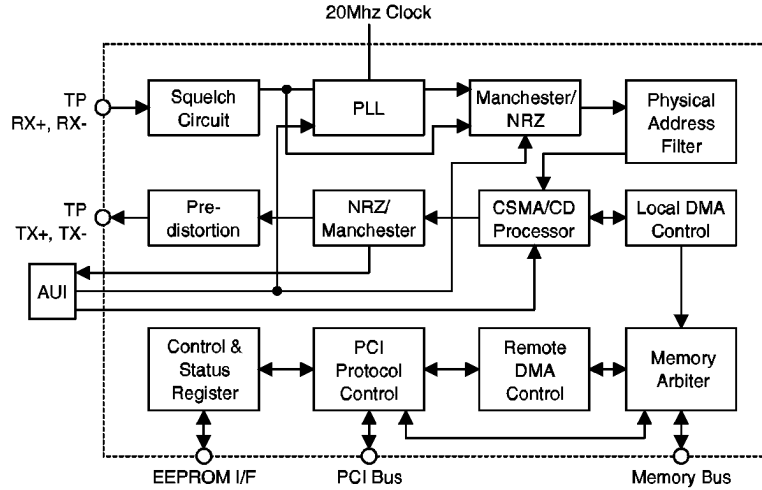 20Mhz Clock
TP
RX+, RX-
Squelch
Circuit
PLL
Manchester/
NRZ
Physical
Address
Filter
TP
TX+, TX-
Pre-
distortion
NRZ/
Manchester
CSMA/CD
Processor
Local DMA
Control
AUI
Control &
Status
Register
PCI
Protocol
Control
Remote
DMA
Control
Memory
Arbiter
EEPROM I/F
PCI Bus
Memory Bus